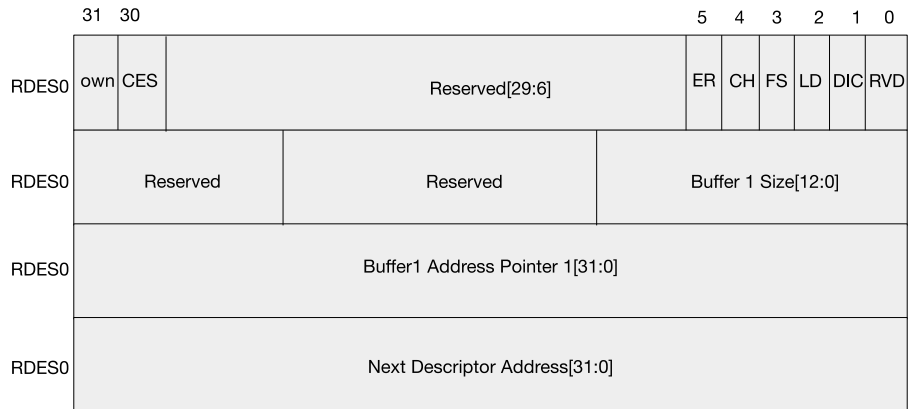 31 30 5 4 3 2 1 0
RDES0 own CES Reserved[29:6] ER CH FS LD DIC RVD
RDES0 Reserved Reserved Buffer 1 Size[12:0]
RDES0 Buffer1 Address Pointer 1[31:0]
RDES0 Next Descriptor Address[31:0]